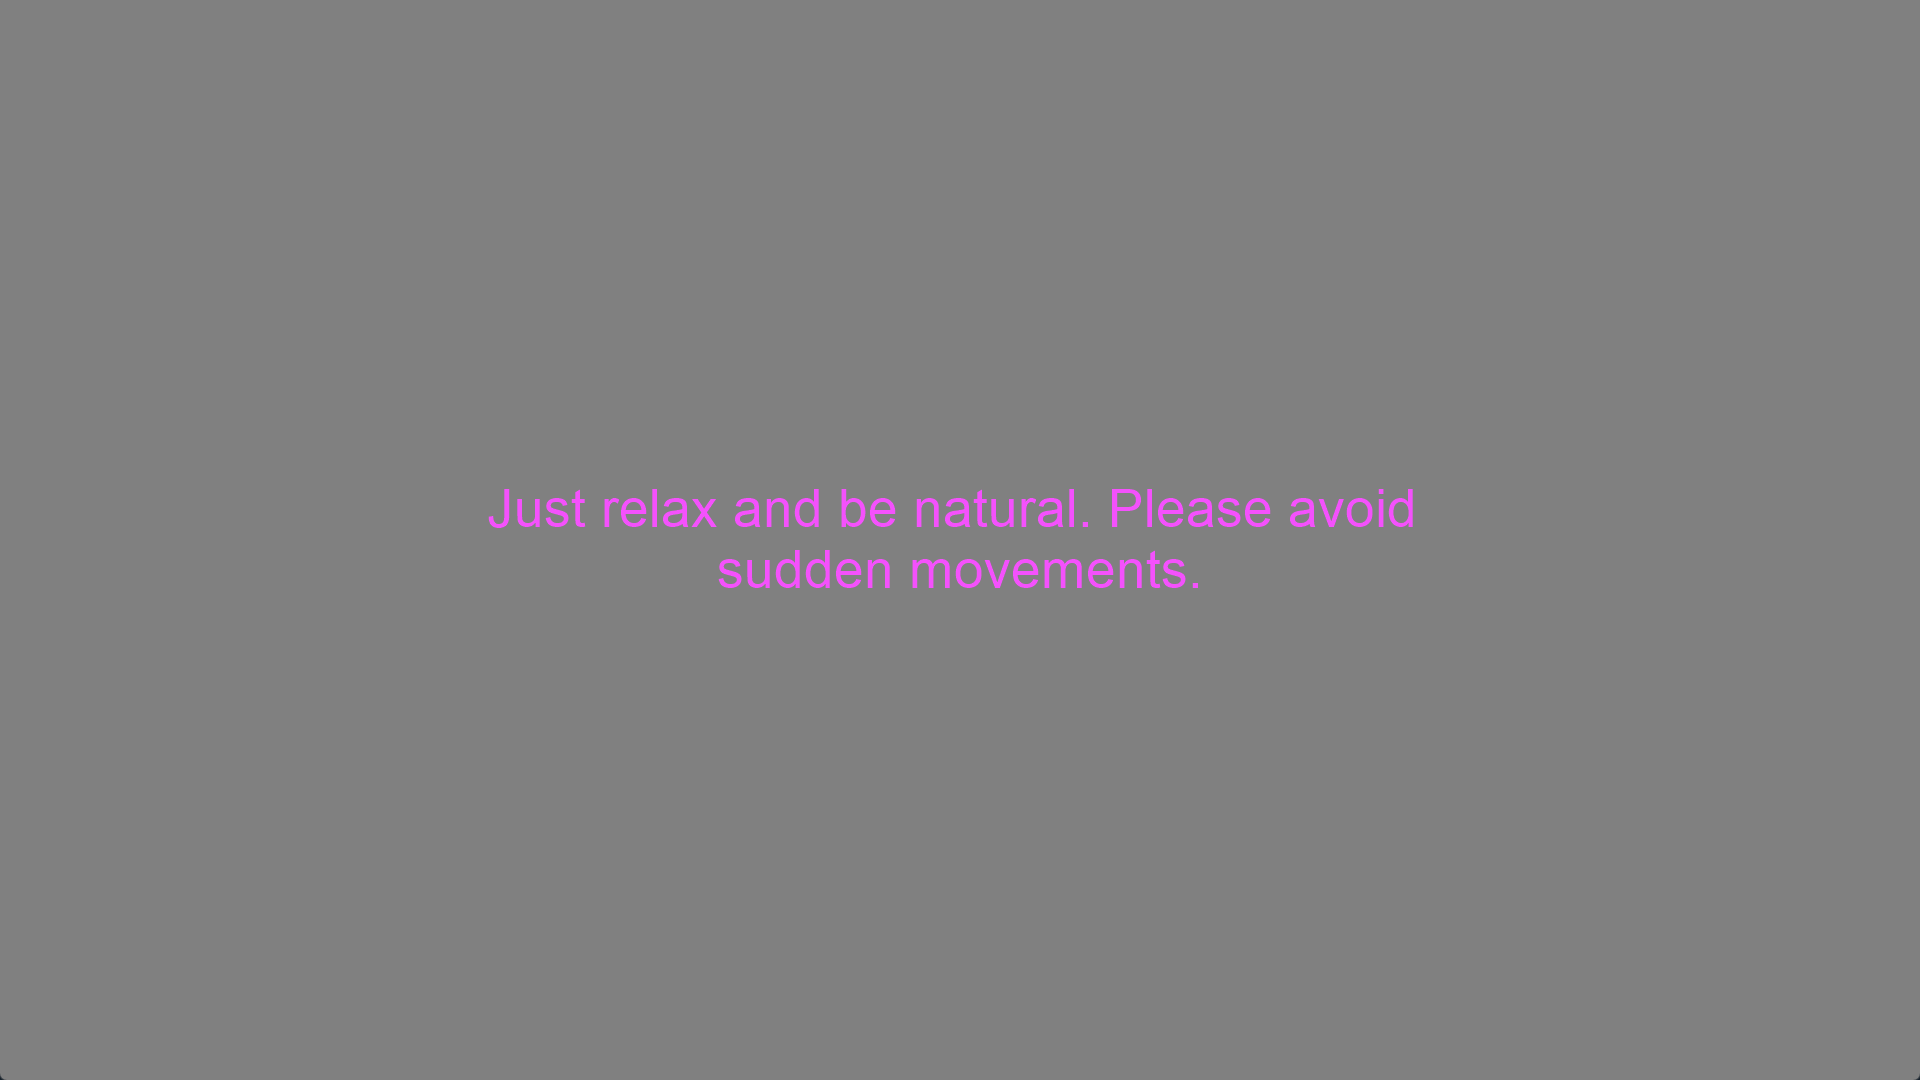 Just relax and be natural. Please avoid
sudden movements.